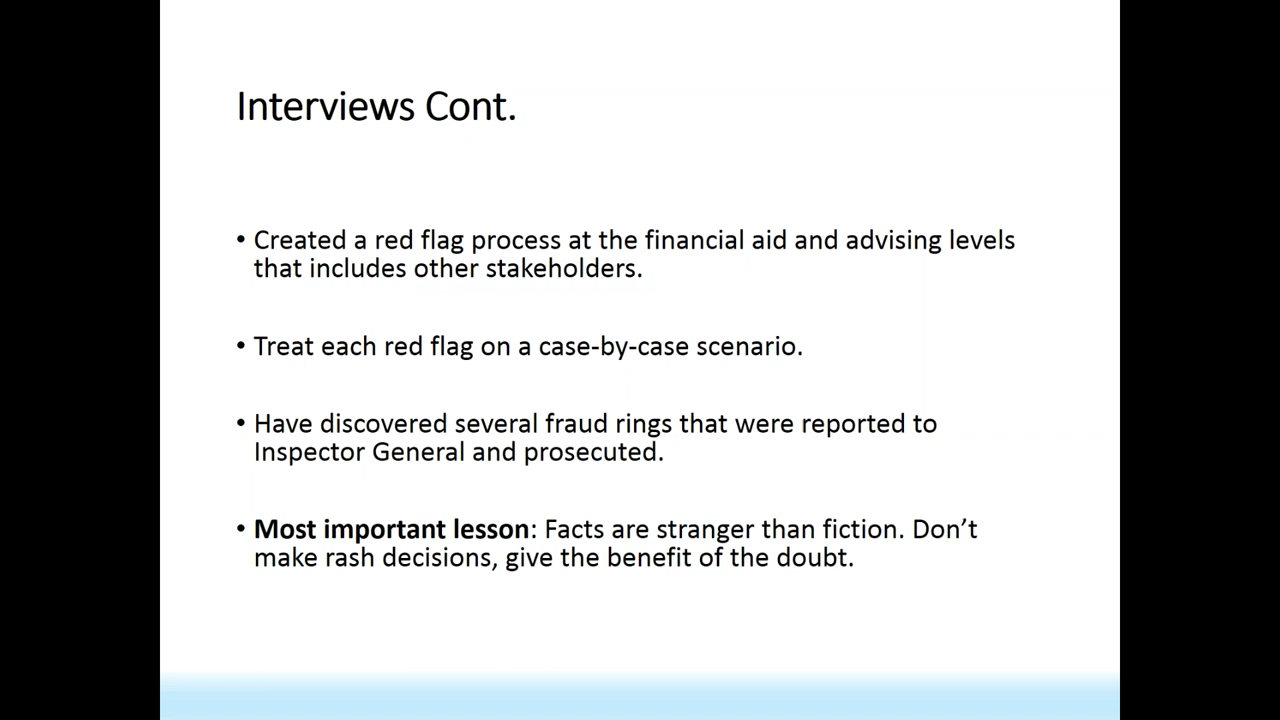 Interviews Cont.
• Created a red flag process at the financial aid and advising levels
that includes other stakeholders.
• Treat each red flag on a case-by-case scenario.
• Have discovered several fraud rings that were reported to
Inspector General and prosecuted.
• Most important lesson: Facts are stranger than fiction. Don’t
make rash decisions, give the benefit of the doubt.